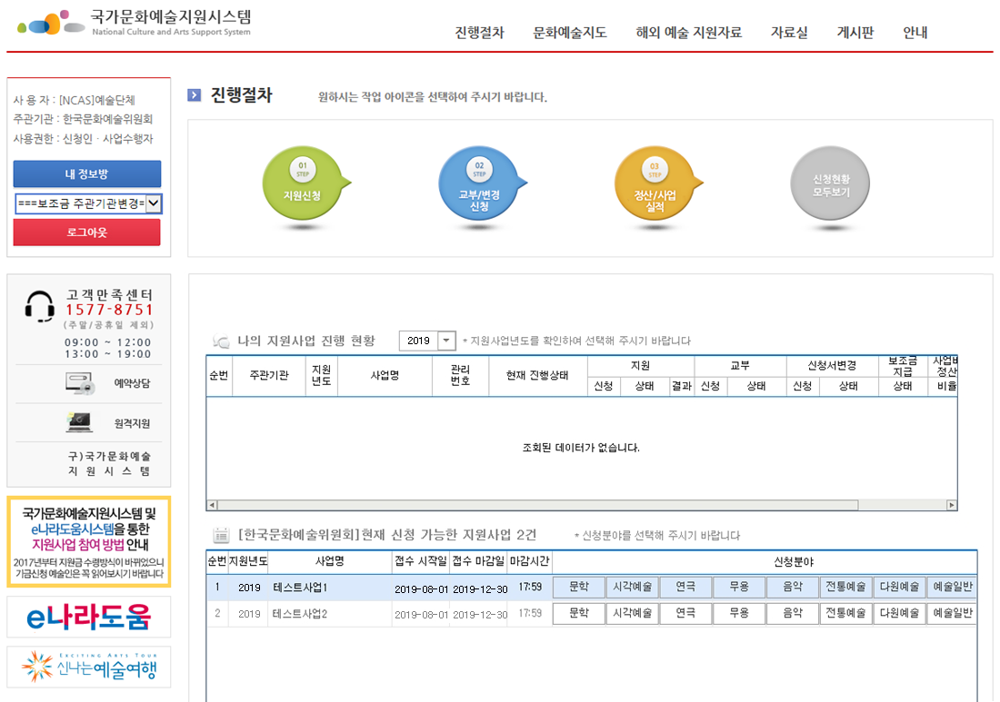 국가문화예술지원시스템
National Culture and Arts Support System
진행절차 문화예술지도 해외 예술 지원자료 자료실 게시판 안내
사 용 자 : [NCAS]예술단체
주관기관 : 한국문화예술위원회
사용권한 : 신청인 · 사업수행자
내 정보방
===보조금 주관기관변경=
로그아웃
고객만족센터
1577-8751
(주말/공휴일 제외)
09:00 ~ 12:00
13:00 ~ 19:00
예약상담
원격지원
구)국가문화예술
지 원 시 스 템
국가문화예술지원시스템 및
e나라도움시스템을 통한
지원사업 참여 방법 안내
2017년부터 지원금 수령방식이 바뀌었으니
기금신청 예술인은 꼭 읽어보시기 바랍니다
e나라도움
EXCITING ARTS TOUR
신나는예술여행
진행절차 원하시는 작업 아이콘을 선택하여 주시기 바랍니다.
01
STEP
지원신청
02
STEP
교부/변경
신청
03
STEP
정산/사업
실적
신청현황
모두보기
나의 지원사업 진행 현황 2019 * 지원사업년도를 확인하여 선택해 주시기 바랍니다
순번 주관기관 지원년도 사업명 관리번호 현재 진행상태 지원 교부 신청서변경 보조금지급 정산
신청 상태 결과 신청 상태 신청 상태 상태 비율
조회된 데이터가 없습니다.
[한국문화예술위원회]현재 신청 가능한 지원사업 2건 * 신청분야를 선택해 주시기 바랍니다
순번 지원년도 사업명 접수 시작일 접수 마감일 마감시간 신청분야
1 2019 테스트사업1 2019-08-01 2019-12-30 17:59 문학 시각예술 연극 무용 음악 전통예술 다원예술 예술일반
2 2019 테스트사업2 2019-08-01 2019-12-30 17:59 문학 시각예술 연극 무용 음악 전통예술 다원예술 예술일반